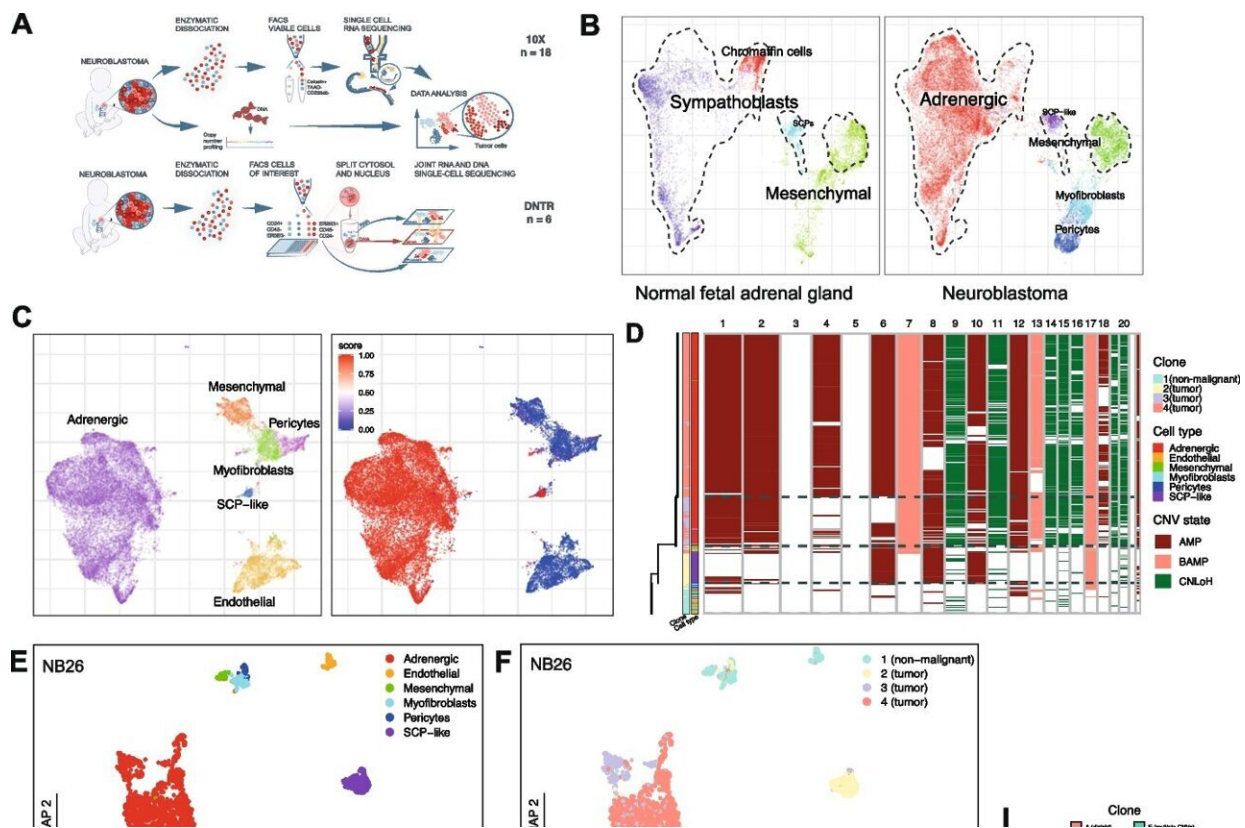 A
ENZYMATIC
DISSOCIATION
FACS
VIABLE CELLS
SINGLE CELL
RNA SEQUENCING
10X
n = 18
NEUROBLASTOMA
DNA
DATA ANALYSIS
Copy
number
profiling
Tumor cells
ENZYMATIC
DISSOCIATION
FACS CELLS
OF INTEREST
SPLIT CYTOSOL
AND NUCLEUS
JOINT RNA AND DNA
SINGLE-CELL SEQUENCING
NEUROBLASTOMA
DNTR
n = 6
B
Chromaffin cells
Sympathoblasts
SCPs
Mesenchymal
Normal fetal adrenal gland
Adrenergic
SCP-like
Mesenchymal
Myofibroblasts
Pericytes
Neuroblastoma
C
Mesenchymal
Adrenergic
Pericytes
Myofibroblasts
SCP-like
Endothelial
score
1.00
0.75
0.50
0.25
0.00
D
1 2 3 4 5 6 7 8 9 10 11 12 13 14 15 16 17 18 20
Clone
1(non-malignant)
2(tumor)
3(tumor)
4(tumor)
Cell type
Adrenergic
Endothelial
Mesenchymal
Myofibroblasts
Pericytes
SCP-like
CNV state
AMP
BAMP
CNLoH
Clone
Cell type
E
NB26
Adrenergic
Endothelial
Mesenchymal
Myofibroblasts
Pericytes
SCP-like
AP 2
F
NB26
1 (non-malignant)
2 (tumor)
3 (tumor)
4 (tumor)
AP 2
Clone